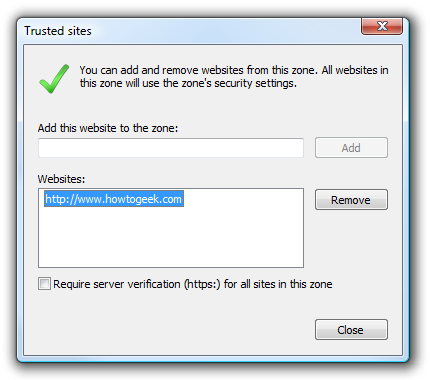 Trusted sites
You can add and remove websites from this zone. All websites in
this zone will use the zone's security settings.
Add this website to the zone:
Add
Websites:
http://www.howtogeek.com
Remove
Require server verification (https:) for all sites in this zone
Close